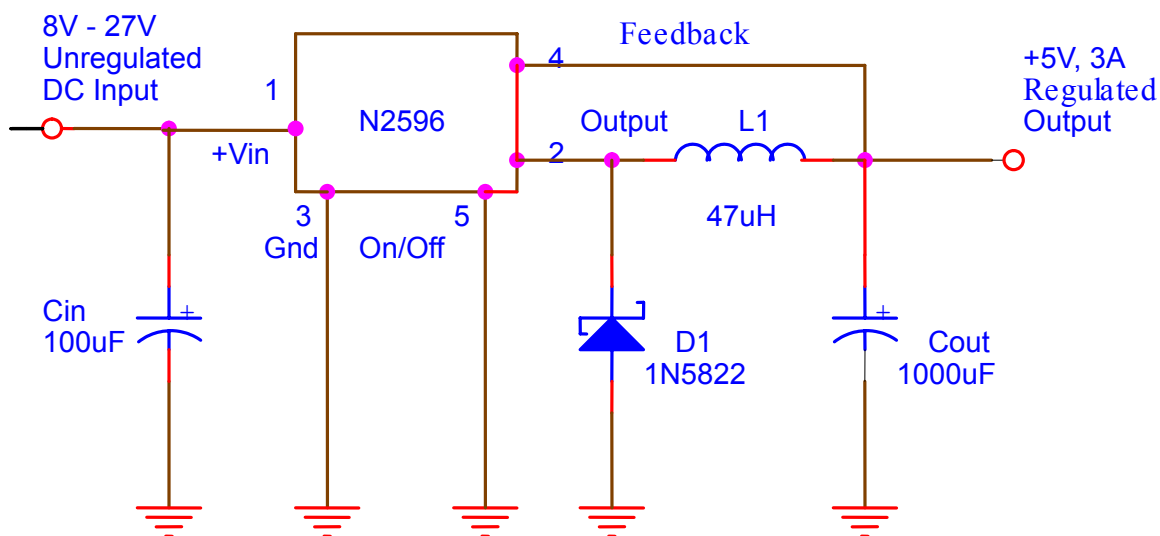 8V - 27V
Unregulated
DC Input
1
+Vin
N2596
4
Feedback
2
Output
L1
47uH
+5V, 3A
Regulated
Output
3
Gnd
5
On/Off
Cin
100uF
+
D1
1N5822
+
Cout
1000uF